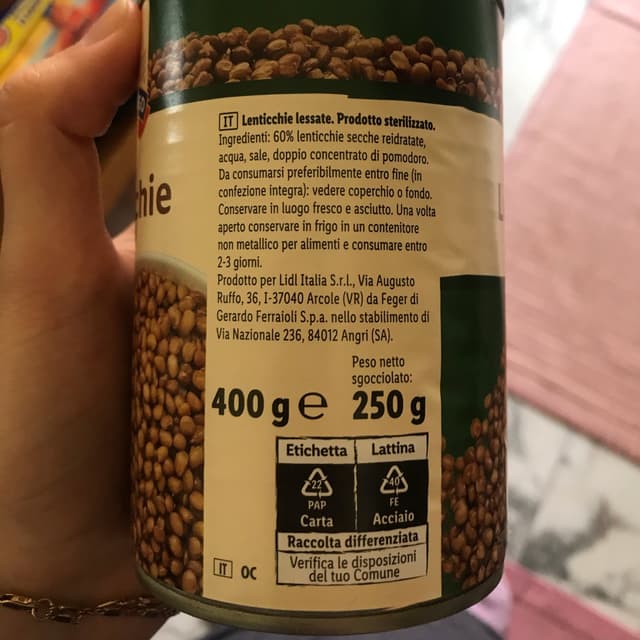 IT Lenticchie lessate. Prodotto sterilizzato.
Ingredienti: 60% lenticchie secche reidratate,
acqua, sale, doppio concentrato di pomodoro.
Da consumarsi preferibilmente entro fine (in
confezione integra): vedere coperchio o fondo.
Conservare in luogo fresco e asciutto. Una volta
aperto conservare in frigo in un contenitore
non metallico per alimenti e consumare entro
2-3 giorni.
Prodotto per Lidl Italia S.r.l., Via Augusto
Ruffo, 36, I-37040 Arcole (VR) da Feger di
Gerardo Ferraioli S.p.a. nello stabilimento di
Via Nazionale 236, 84012 Angri (SA).
chie
Peso netto
sgocciolato:
400 g e 250 g
Etichetta Lattina
22 40
PAP FE
Carta Acciaio
Raccolta differenziata
Verifica le disposizioni
del tuo Comune
IT OC